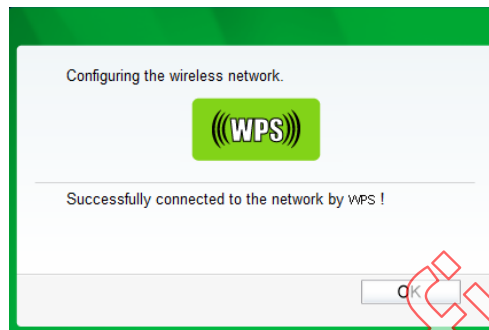 Configuring the wireless network.
(((WPS)))
Successfully connected to the network by WPS !
OK